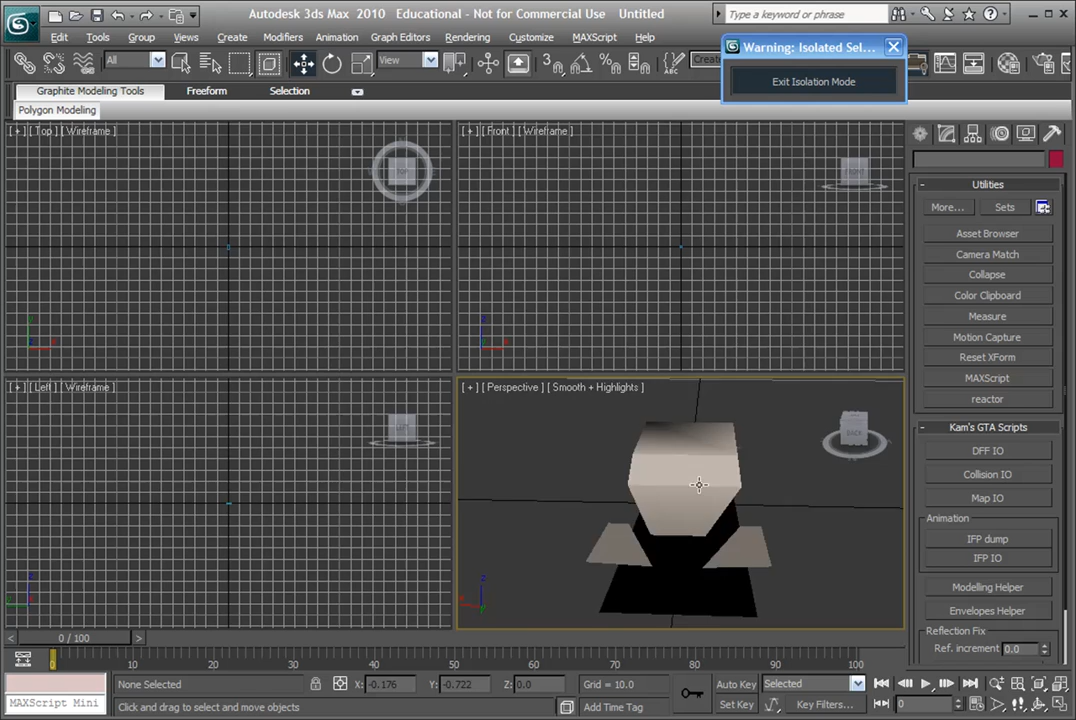 Autodesk 3ds Max 2010 Educational - Not for Commercial Use Untitled
Type a keyword or phrase
Edit Tools Group Views Create Modifiers Animation Graph Editors Rendering Customize MAXScript Help
Warning: Isolated Sel...
Exit Isolation Mode
All
View
3
Graphite Modeling Tools Freeform Selection
Polygon Modeling
[ + ] [ Top ] [ Wireframe ]
[ + ] [ Front ] [ Wireframe ]
TOP
FRONT
Utilities
More... Sets
Asset Browser
Camera Match
Collapse
Color Clipboard
Measure
Motion Capture
Reset XForm
MAXScript
reactor
[ + ] [ Left ] [ Wireframe ]
[ + ] [ Perspective ] [ Smooth + Highlights ]
LEFT
BACK
Kam's GTA Scripts
DFF IO
Collision IO
Map IO
Animation
IFP dump
IFP IO
Modelling Helper
Envelopes Helper
Reflection Fix
Ref. increment 0.0
0 / 100
0 10 20 30 40 50 60 70 80 90 100
None Selected
X: -0.176 Y: -0.722 Z: 0.0
Grid = 10.0
Auto Key Selected
MAXScript Mini
Click and drag to select and move objects
Add Time Tag
Set Key Key Filters...
0